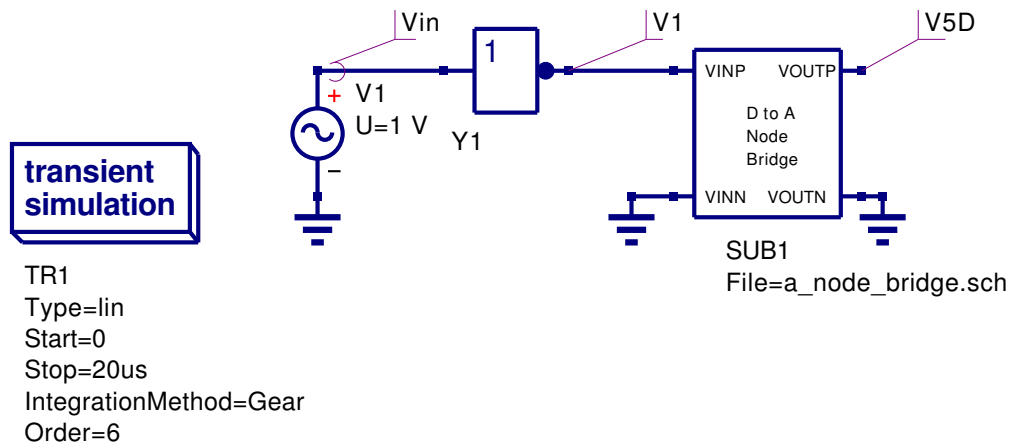 Vin
V1
V5D
1
+ V1
U=1 V
–
Y1
VINP VOUTP
D to A
Node
Bridge
VINN VOUTN
SUB1
File=a_node_bridge.sch
transient
simulation
TR1
Type=lin
Start=0
Stop=20us
IntegrationMethod=Gear
Order=6